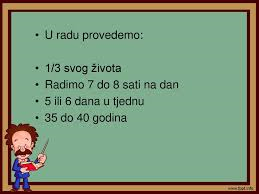 • U radu provedemo:
• 1/3 svog života
• Radimo 7 do 8 sati na dan
• 5 ili 6 dana u tjednu
• 35 do 40 godina